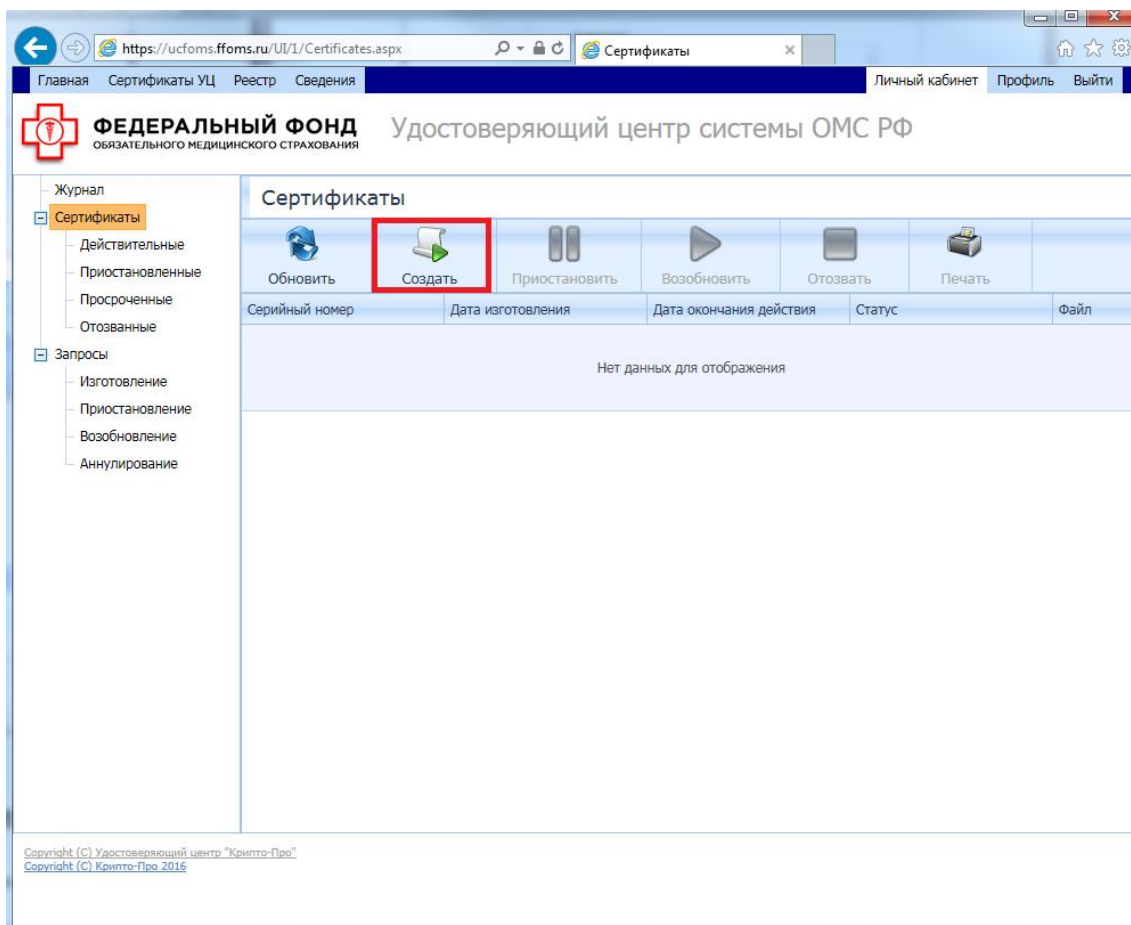 https://ucfoms.ffoms.ru/UI/1/Certificates.aspx Сертификаты
Главная Сертификаты УЦ Реестр Сведения Личный кабинет Профиль Выйти
ФЕДЕРАЛЬНЫЙ ФОНД
ОБЯЗАТЕЛЬНОГО МЕДИЦИНСКОГО СТРАХОВАНИЯ
Удостоверяющий центр системы ОМС РФ
Журнал
Сертификаты
Действительные
Приостановленные
Просроченные
Отозванные
Запросы
Изготовление
Приостановление
Возобновление
Аннулирование
Сертификаты
Обновить Создать Приостановить Возобновить Отозвать Печать
Серийный номер Дата изготовления Дата окончания действия Статус Файл
Нет данных для отображения
Copyright (C) Удостоверяющий центр "Крипто-Про"
Copyright (C) Крипто-Про 2016